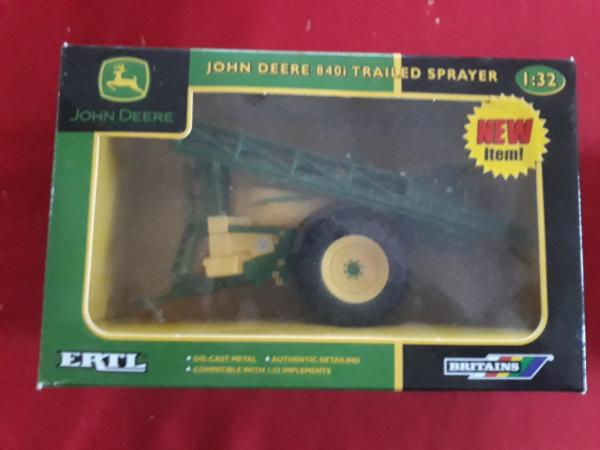 JOHN DEERE 840i TRAILED SPRAYER
1:32
JOHN DEERE
NEW
Item!
ERTL
• DIE-CAST METAL • AUTHENTIC DETAILING
• COMPATIBLE WITH 1:32 IMPLEMENTS
BRITAINS